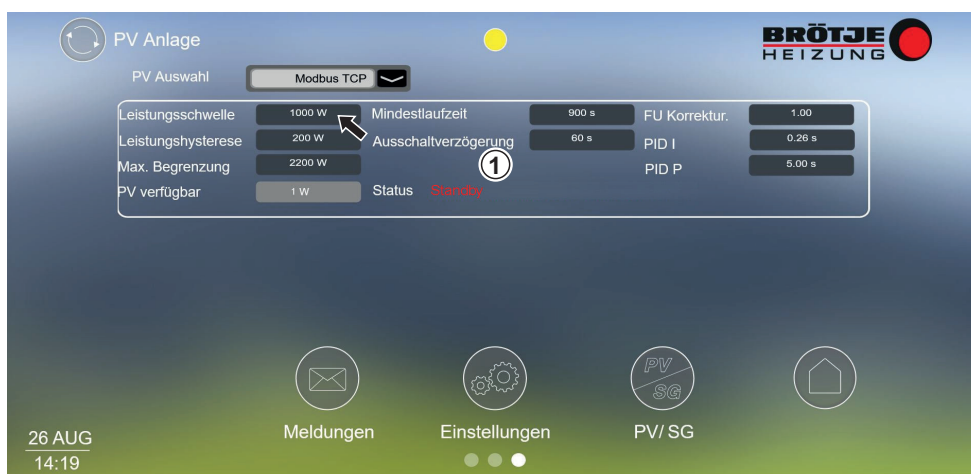 PV Anlage
BRÖTJE
HEIZUNG
PV Auswahl Modbus TCP
Leistungsschwelle 1000 W Mindestlaufzeit 900 s FU Korrektur. 1.00
Leistungshysterese 200 W Ausschaltverzögerung 60 s PID I 0.26 s
Max. Begrenzung 2200 W 1 PID P 5.00 s
PV verfügbar 1 W Status Standby
PV
SG
Meldungen Einstellungen PV/ SG
26 AUG
14:19